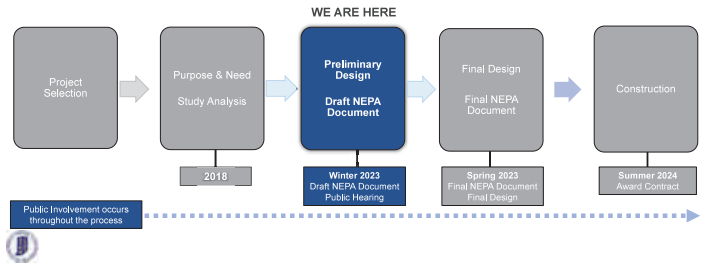 WE ARE HERE
Project
Selection
Purpose & Need
Study Analysis
Preliminary
Design
Draft NEPA
Document
Final Design
Final NEPA
Document
Construction
2018
Winter 2023
Draft NEPA Document
Public Hearing
Spring 2023
Final NEPA Document
Final Design
Summer 2024
Award Contract
Public Involvement occurs
throughout the process